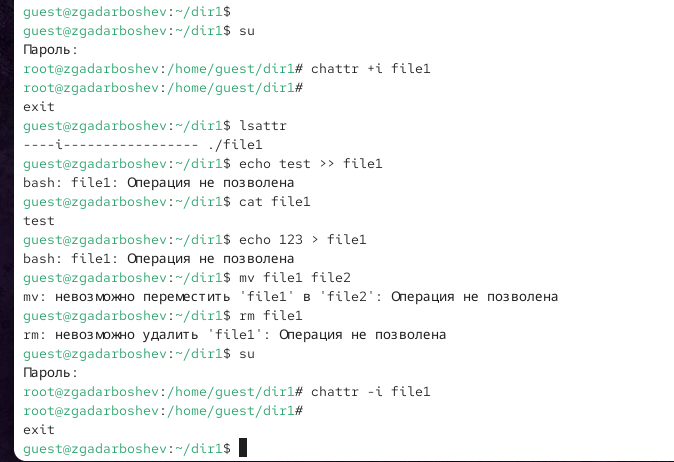 guest@zgadarboshev:~/dir1$
guest@zgadarboshev:~/dir1$ su
Пароль:
root@zgadarboshev:/home/guest/dir1# chattr +i file1
root@zgadarboshev:/home/guest/dir1#
exit
guest@zgadarboshev:~/dir1$ lsattr
----i----------------- ./file1
guest@zgadarboshev:~/dir1$ echo test >> file1
bash: file1: Операция не позволена
guest@zgadarboshev:~/dir1$ cat file1
test
guest@zgadarboshev:~/dir1$ echo 123 > file1
bash: file1: Операция не позволена
guest@zgadarboshev:~/dir1$ mv file1 file2
mv: невозможно переместить 'file1' в 'file2': Операция не позволена
guest@zgadarboshev:~/dir1$ rm file1
rm: невозможно удалить 'file1': Операция не позволена
guest@zgadarboshev:~/dir1$ su
Пароль:
root@zgadarboshev:/home/guest/dir1# chattr -i file1
root@zgadarboshev:/home/guest/dir1#
exit
guest@zgadarboshev:~/dir1$